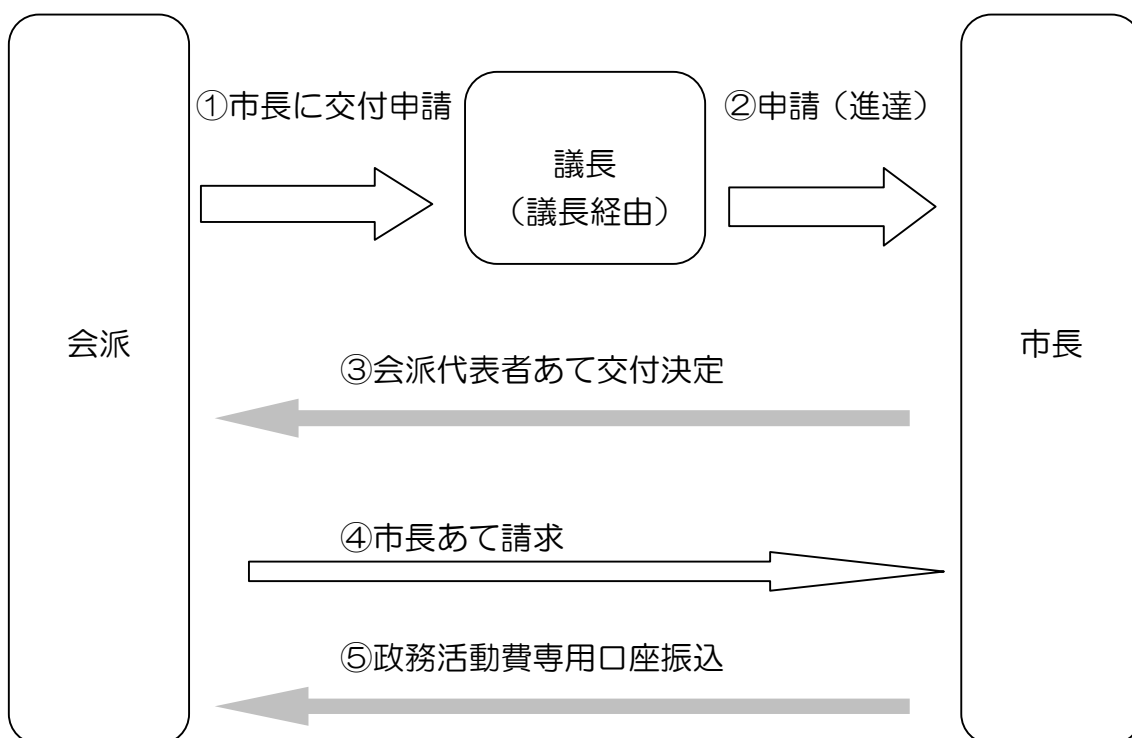 ①市長に交付申請
②申請（進達）
議長
（議長経由）
会派
市長
③会派代表者あて交付決定
④市長あて請求
⑤政務活動費専用口座振込